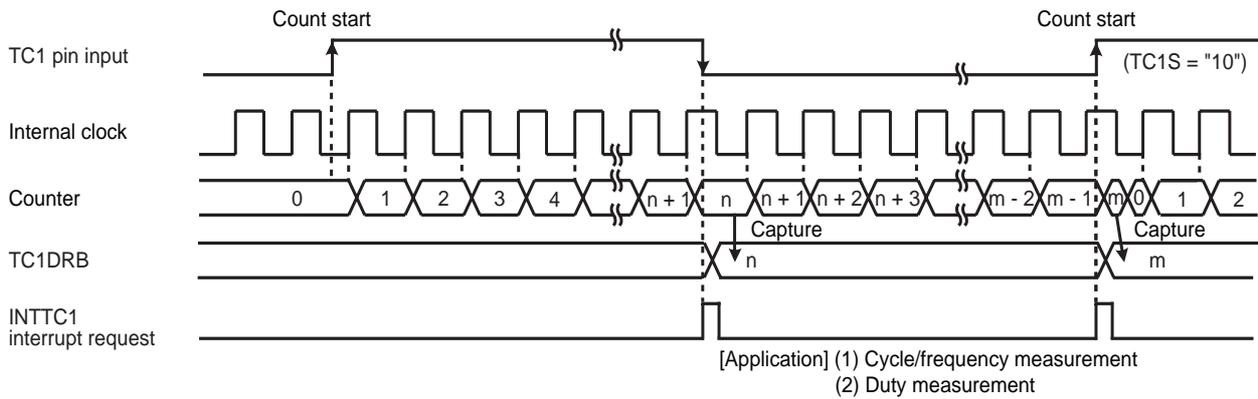 Count start
Count start
TC1 pin input
(TC1S = "10")
Internal clock
Counter
0 1 2 3 4 n + 1 n n + 1 n + 2 n + 3 m - 2 m - 1 m 0 1 2
Capture
Capture
TC1DRB
n
m
INTTC1
interrupt request
[Application] (1) Cycle/frequency measurement
(2) Duty measurement